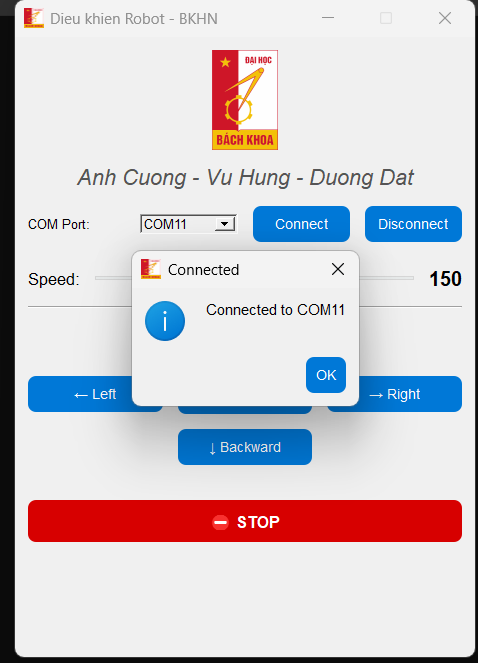 Dieu khien Robot - BKHN
ĐẠI HỌC
BÁCH KHOA
Anh Cuong - Vu Hung - Duong Dat
COM Port: COM11 Connect Disconnect
Connected
Speed: 150
Connected to COM11
OK
← Left → Right
↓ Backward
STOP